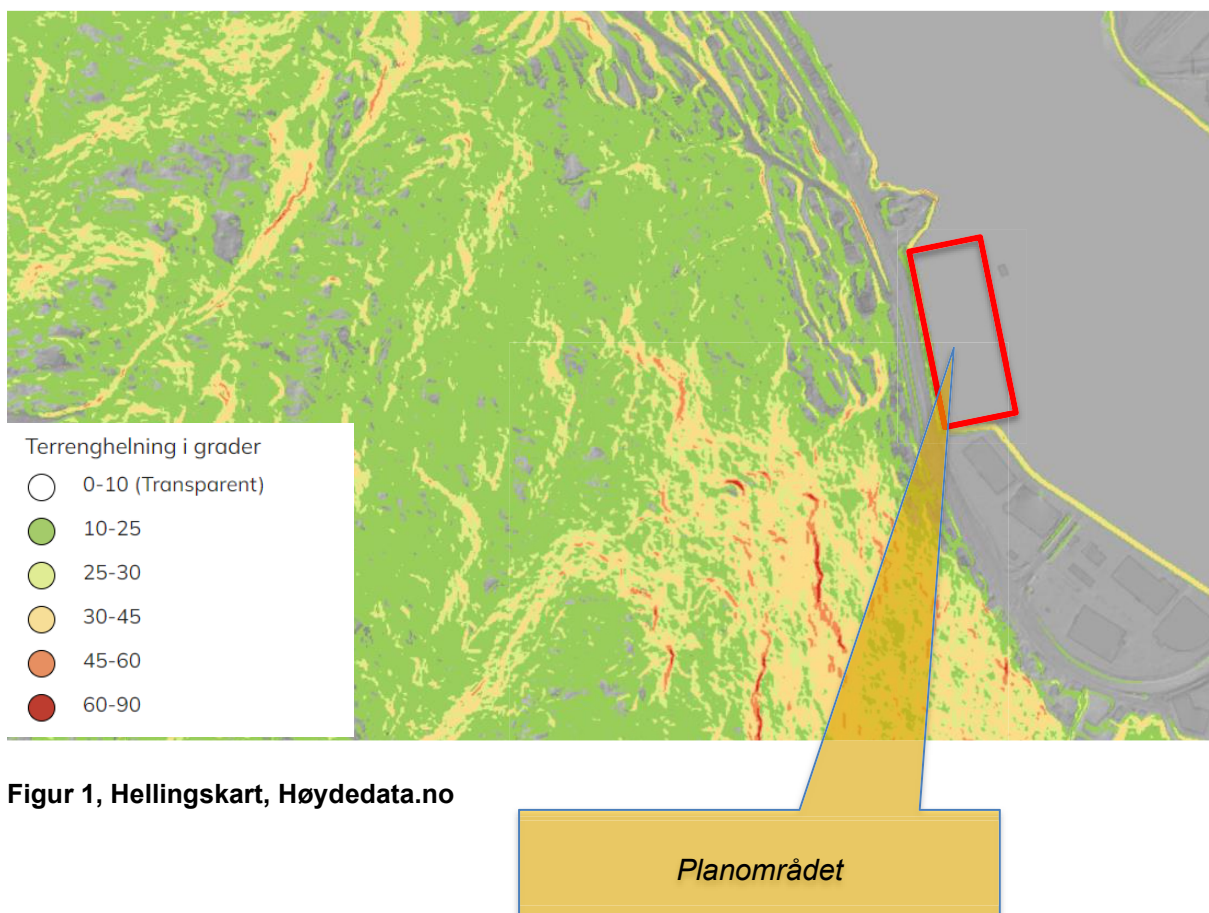 Terrenghelning i grader
0-10 (Transparent)
10-25
25-30
30-45
45-60
60-90
Figur 1, Hellingskart, Høydedata.no
Planområdet